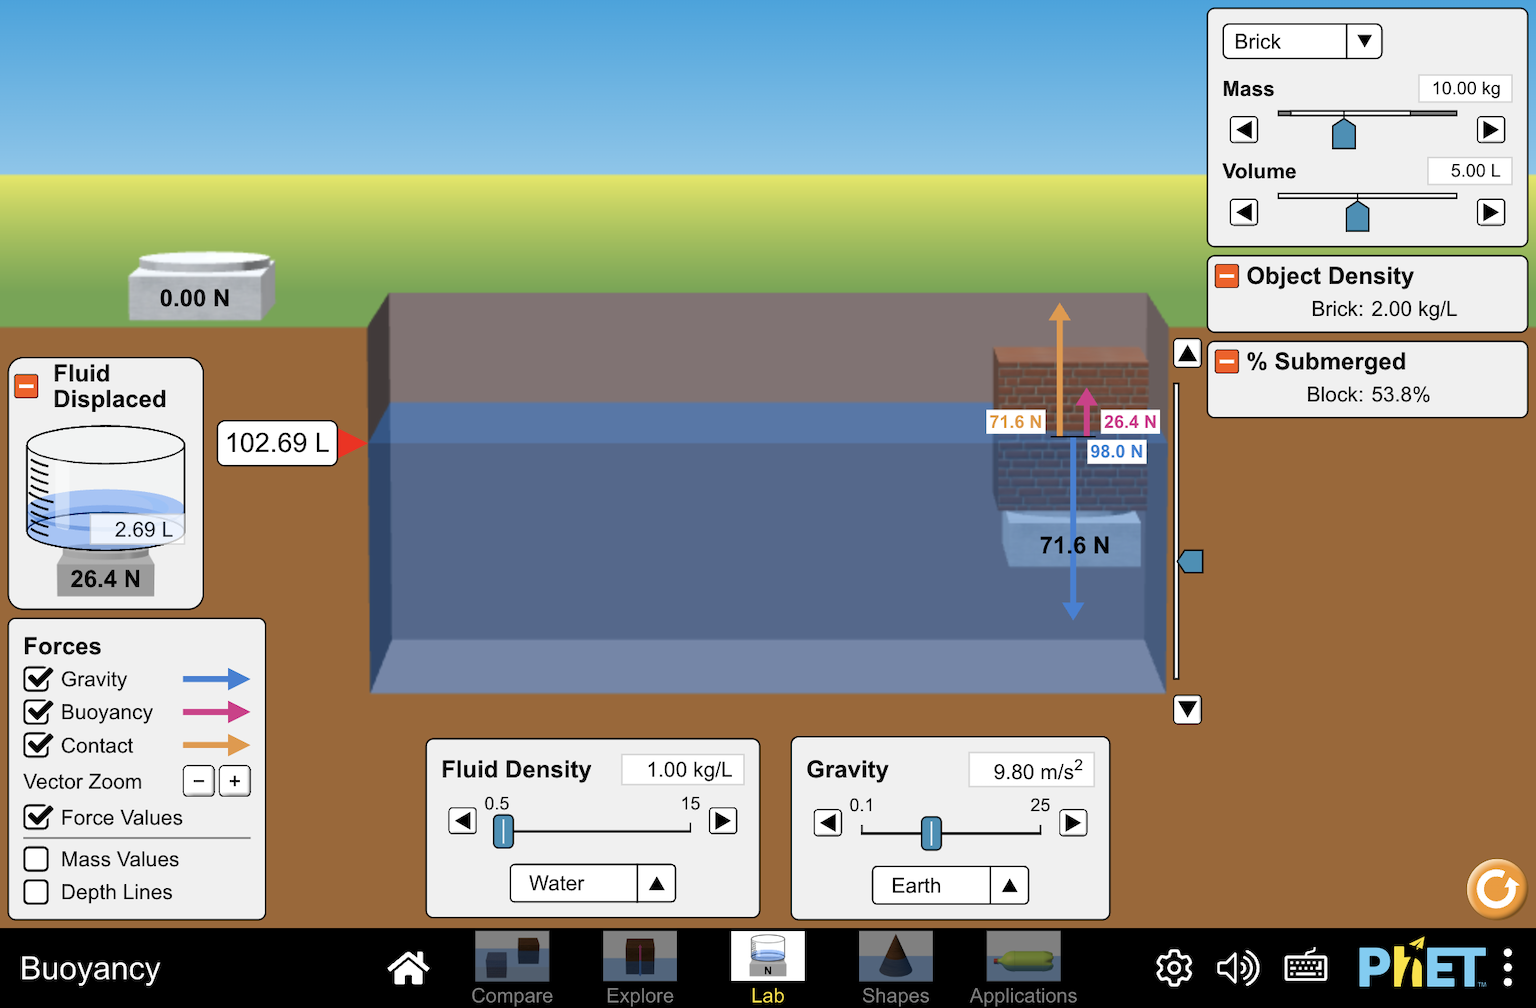 Brick
Mass
10.00 kg
Volume
5.00 L
Object Density
Brick: 2.00 kg/L
% Submerged
Block: 53.8%
0.00 N
Fluid
Displaced
2.69 L
26.4 N
102.69 L
71.6 N
26.4 N
98.0 N
71.6 N
Forces
Gravity
Buoyancy
Contact
Vector Zoom
− +
Force Values
Mass Values
Depth Lines
Fluid Density
1.00 kg/L
0.5
15
Water
Gravity
9.80 m/s²
0.1
25
Earth
Buoyancy
Compare
Explore
N
Lab
Shapes
Applications
PhET™